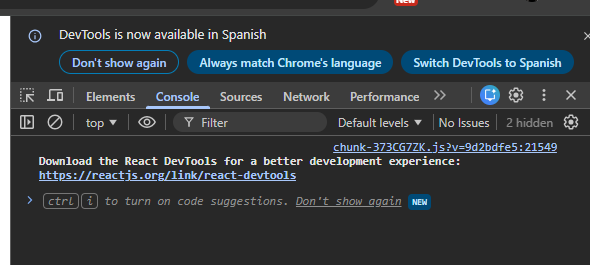 New
DevTools is now available in Spanish
Don't show again Always match Chrome's language Switch DevTools to Spanish
Elements Console Sources Network Performance
top Filter Default levels No Issues 2 hidden
chunk-373CG7ZK.js?v=9d2bdfe5:21549
Download the React DevTools for a better development experience:
https://reactjs.org/link/react-devtools
ctrl i to turn on code suggestions. Don't show again NEW